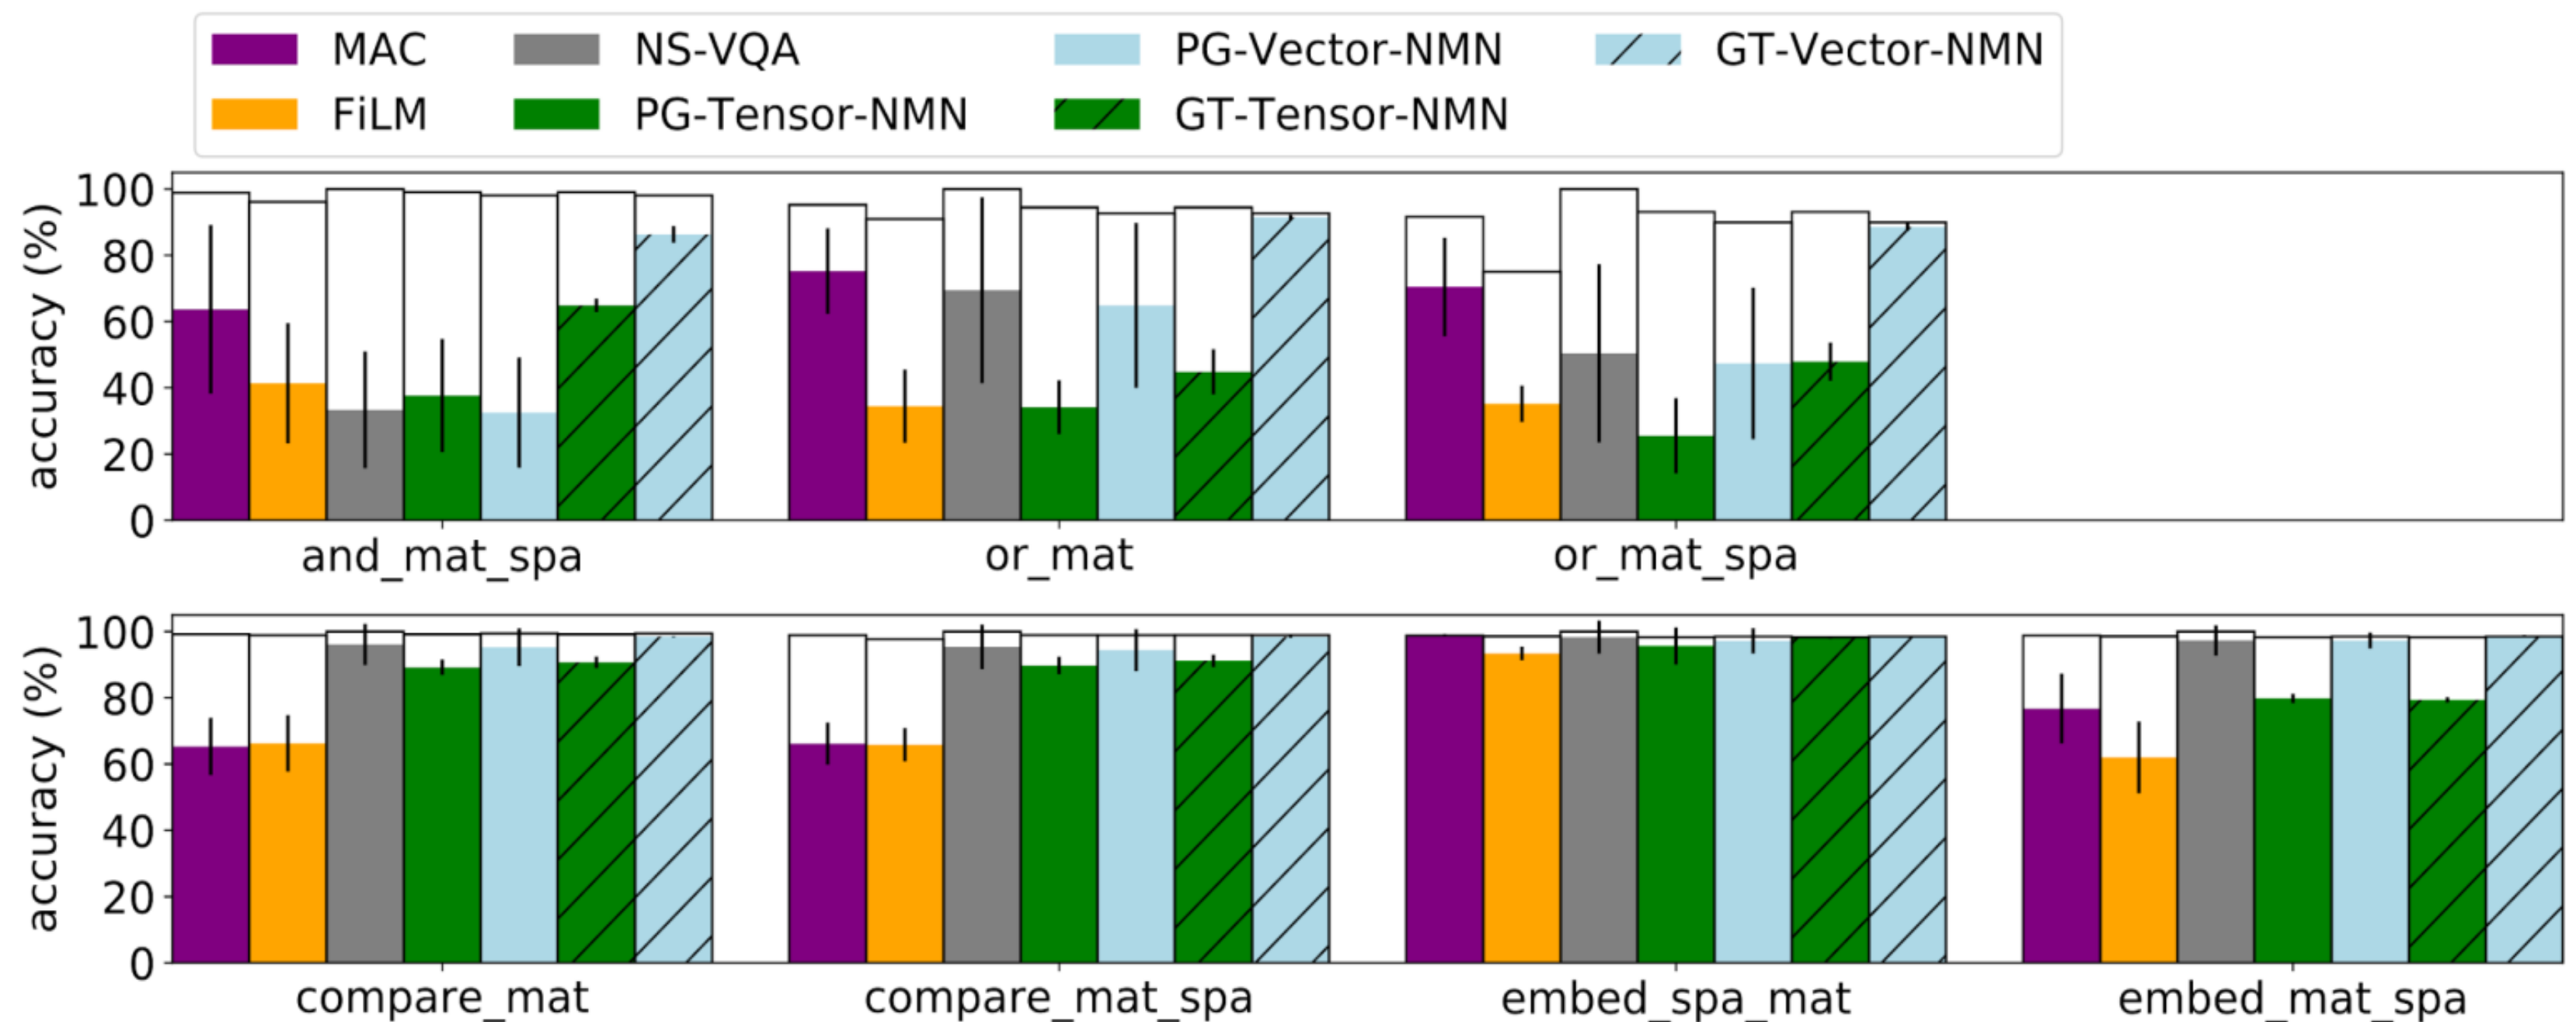 MAC NS-VQA PG-Vector-NMN GT-Vector-NMN
FiLM PG-Tensor-NMN GT-Tensor-NMN
accuracy (%)
100
80
60
40
20
0
and_mat_spa or_mat or_mat_spa
accuracy (%)
100
80
60
40
20
0
compare_mat compare_mat_spa embed_spa_mat embed_mat_spa